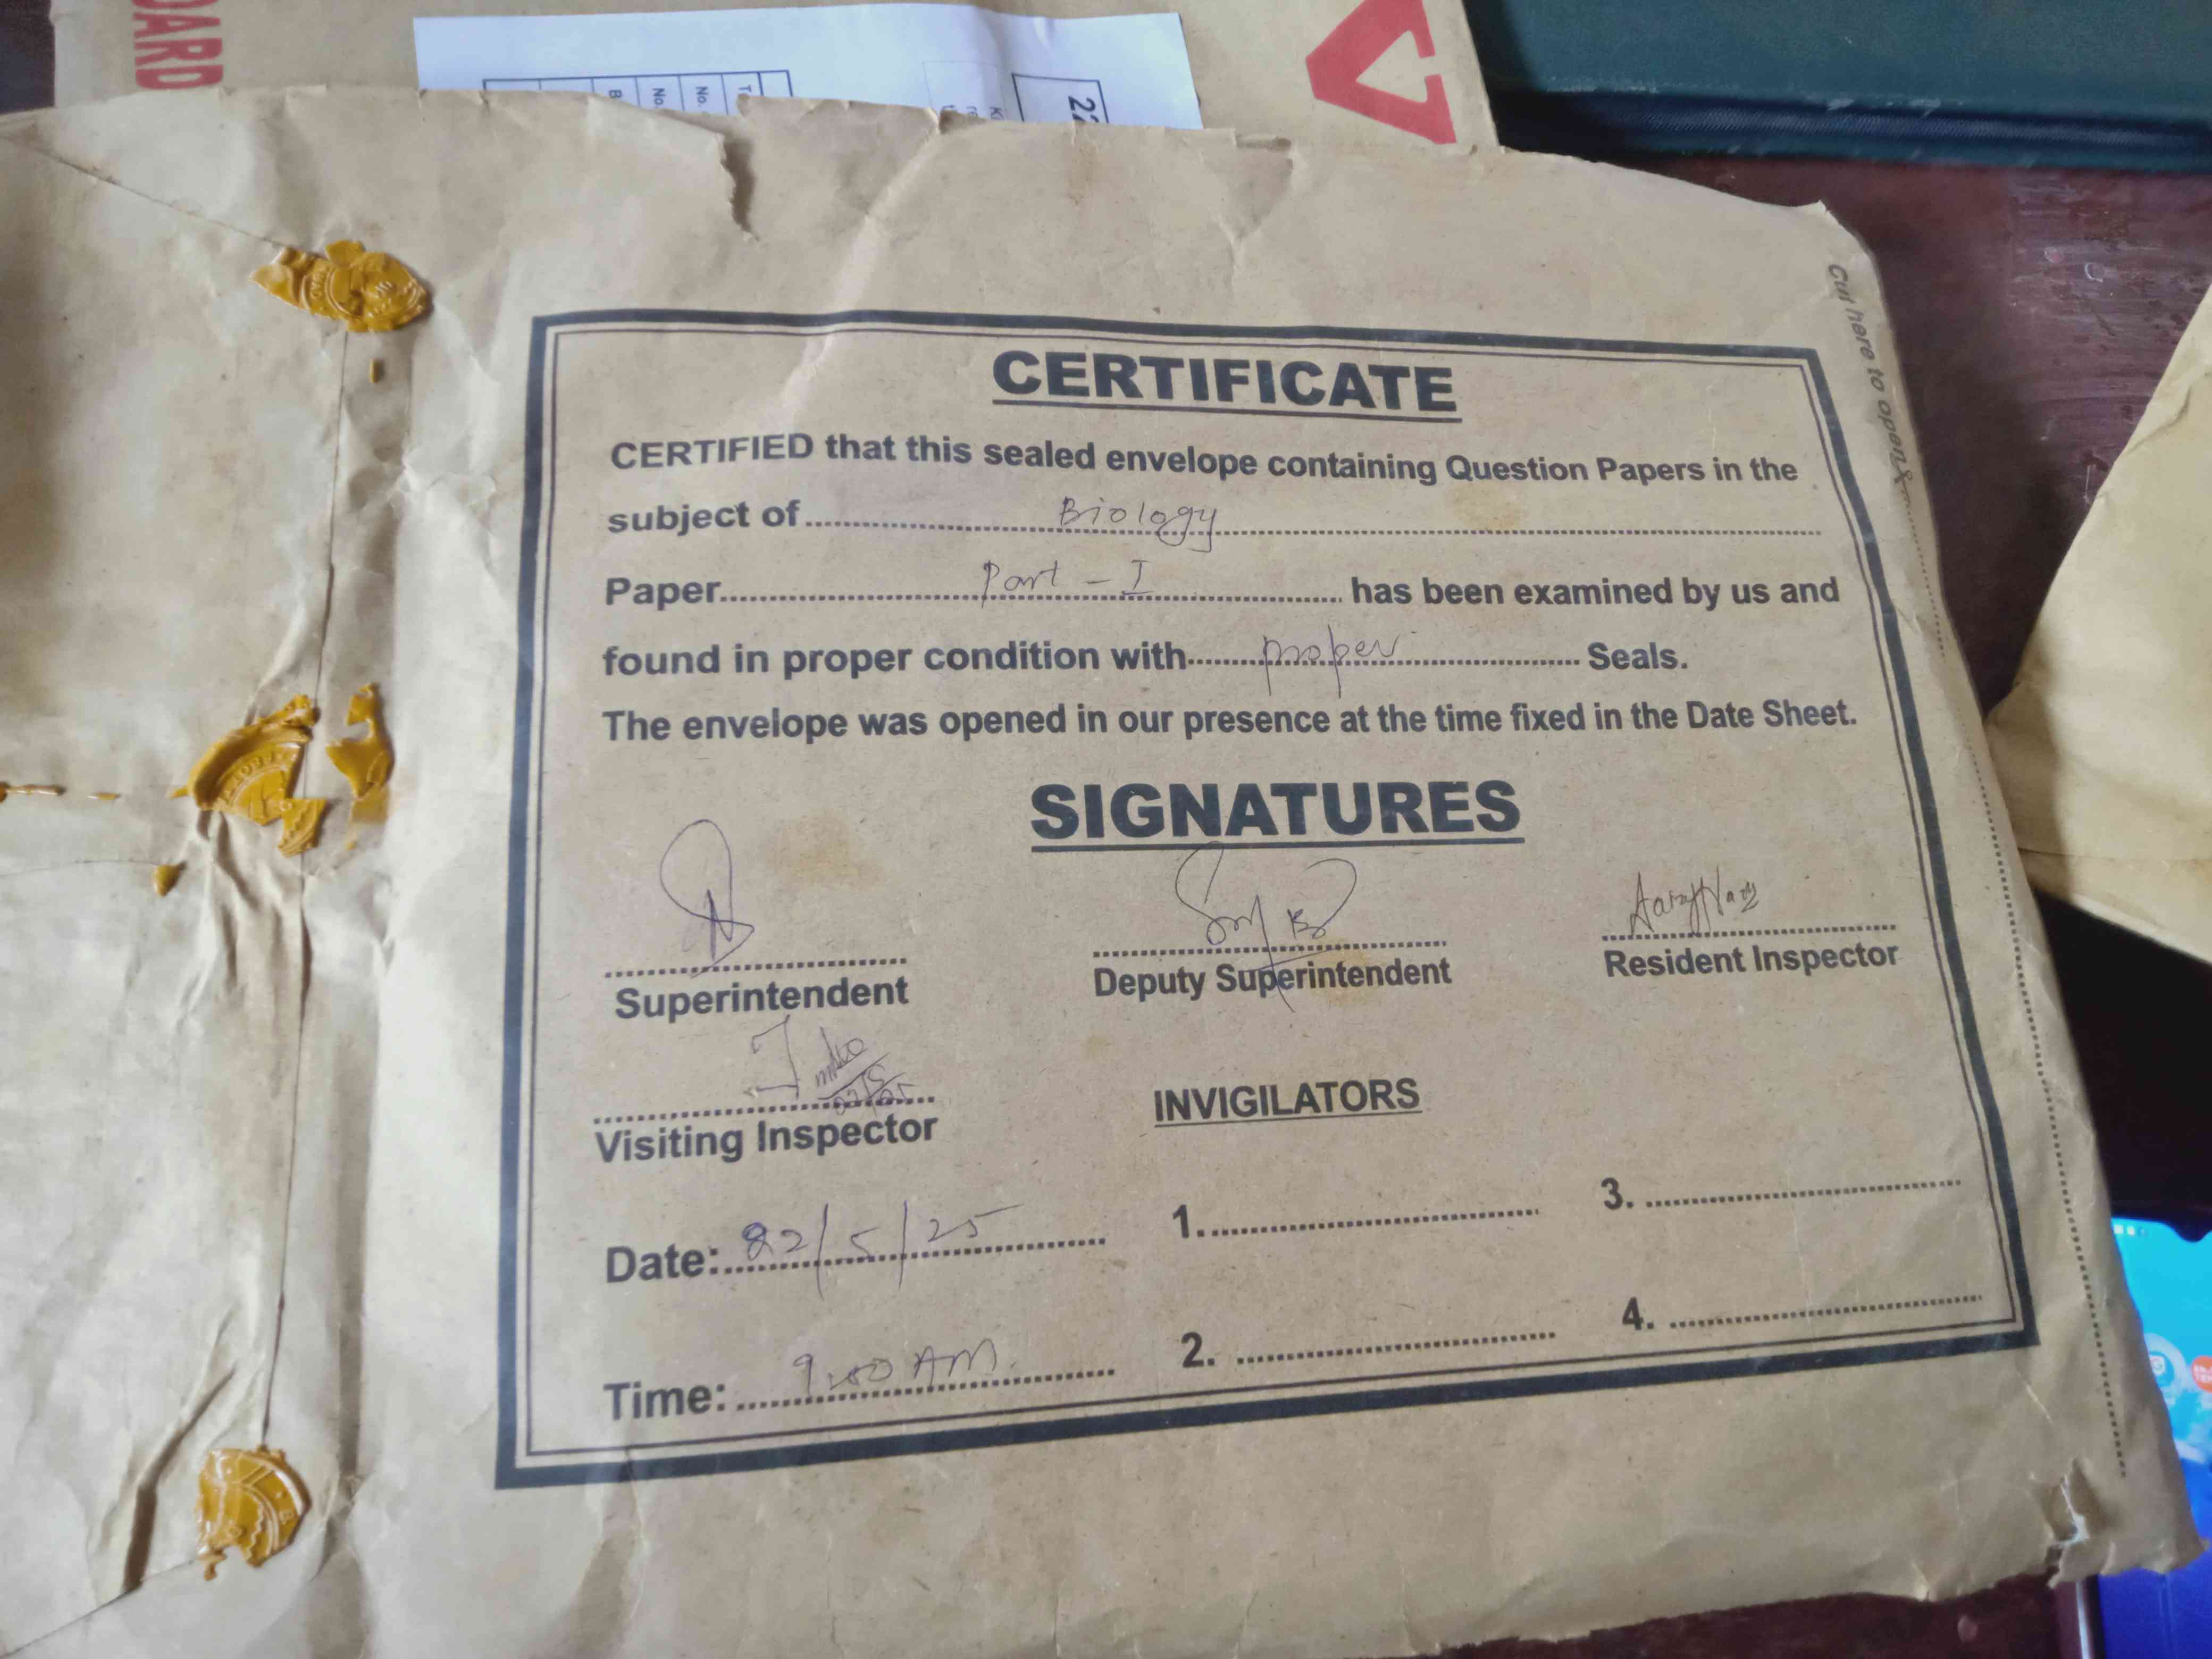 CERTIFICATE
CERTIFIED that this sealed envelope containing Question Papers in the
subject of Biology
Paper Part - I has been examined by us and
found in proper condition with proper Seals.
The envelope was opened in our presence at the time fixed in the Date Sheet.
SIGNATURES
Superintendent
Deputy Superintendent
Resident Inspector
Visiting Inspector
INVIGILATORS
Date: 22/5/25
1.
3.
Time: 9:00 AM.
2.
4.
Cut here to open
No.
No.